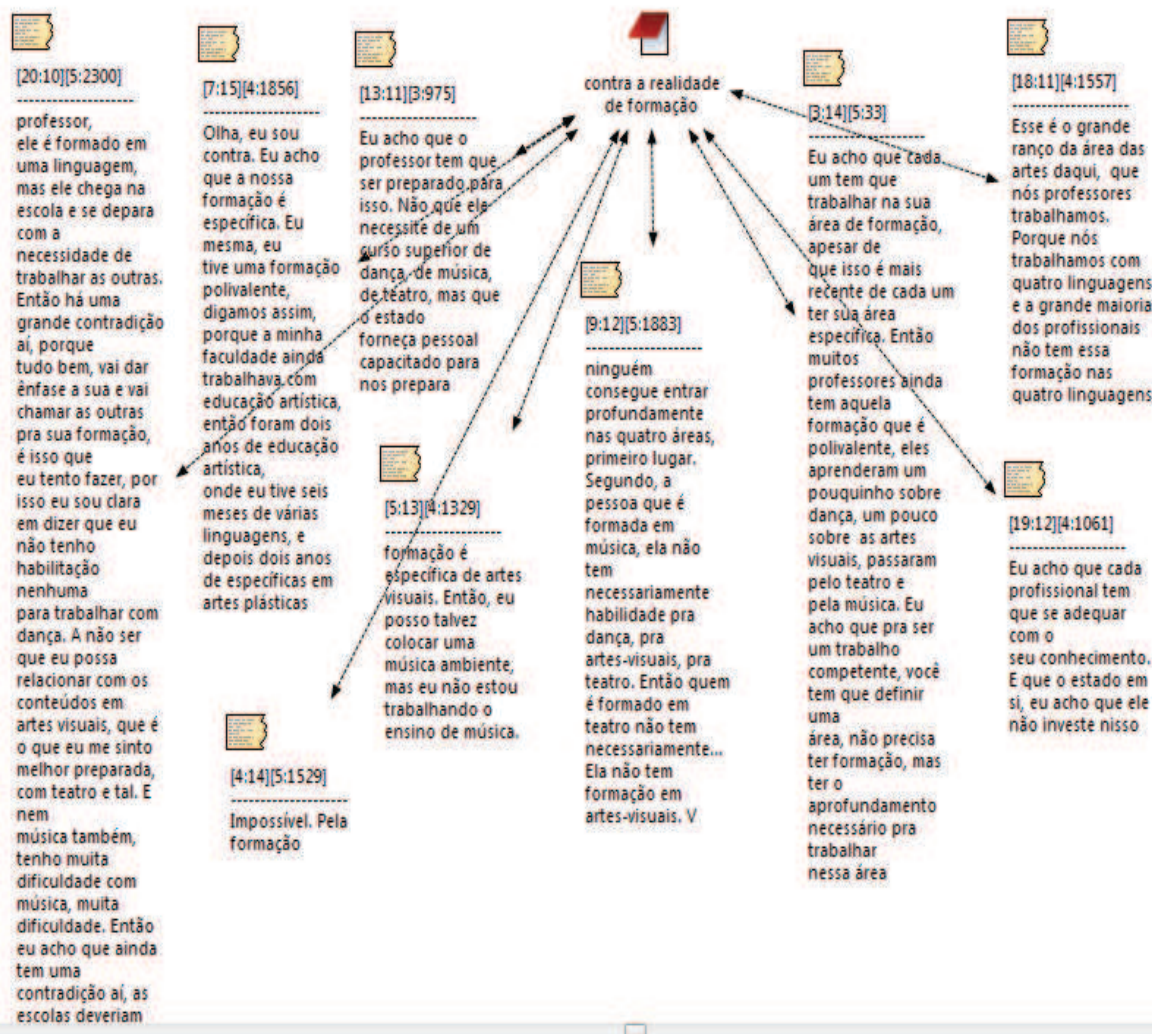 [20:10][5:2300]
--------------------
professor,
ele é formado em
uma linguagem,
mas ele chega na
escola e se depara
com a
necessidade de
trabalhar as outras.
Então há uma
grande contradição
aí, porque
tudo bem, vai dar
ênfase a sua e vai
chamar as outras
pra sua formação,
é isso que
eu tento fazer, por
isso eu sou clara
em dizer que eu
não tenho
habilitação
nenhuma
para trabalhar com
dança. A não ser
que eu possa
relacionar com os
conteúdos em
artes visuais, que é
o que eu me sinto
melhor preparada,
com teatro e tal. E
nem
música também,
tenho muita
dificuldade com
música, muita
dificuldade. Então
eu acho que ainda
tem uma
contradição aí, as
escolas deveriam
[7:15][4:1856]
--------------------
Olha, eu sou
contra. Eu acho
que a nossa
formação é
específica. Eu
mesma, eu
tive uma formação
polivalente,
digamos assim,
porque a minha
faculdade ainda
trabalhava com
educação artística,
então foram dois
anos de educação
artística,
onde eu tive seis
meses de várias
linguagens, e
depois dois anos
de específicas em
artes plásticas
[13:11][3:975]
--------------------
Eu acho que o
professor tem que
ser preparado para
isso. Não que ele
necessite de um
curso superior de
dança, de música,
de teatro, mas que
o estado
forneça pessoal
capacitado para
nos prepara
[5:13][4:1329]
--------------------
formação é
específica de artes
visuais. Então, eu
posso talvez
colocar uma
música ambiente,
mas eu não estou
trabalhando o
ensino de música.
[4:14][5:1529]
--------------------
Impossível. Pela
formação
contra a realidade
de formação
[9:12][5:1883]
--------------------
ninguém
consegue entrar
profundamente
nas quatro áreas,
primeiro lugar.
Segundo, a
pessoa que é
formada em
música, ela não
tem
necessariamente
habilidade pra
dança, pra
artes-visuais, pra
teatro. Então quem
é formado em
teatro não tem
necessariamente...
Ela não tem
formação em
artes-visuais. V
[3:14][5:33]
--------------------
Eu acho que cada
um tem que
trabalhar na sua
área de formação,
apesar de
que isso é mais
recente de cada um
ter sua área
específica. Então
muitos
professores ainda
tem aquela
formação que é
polivalente, eles
aprenderam um
pouquinho sobre
dança, um pouco
sobre as artes
visuais, passaram
pelo teatro e
pela música. Eu
acho que pra ser
um trabalho
competente, você
tem que definir
uma
área, não precisa
ter formação, mas
ter o
aprofundamento
necessário pra
trabalhar
nessa área
[18:11][4:1557]
--------------------
Esse é o grande
ranço da área das
artes daqui, que
nós professores
trabalhamos.
Porque nós
trabalhamos com
quatro linguagens
e a grande maioria
dos profissionais
não tem essa
formação nas
quatro linguagens
[19:12][4:1061]
--------------------
Eu acho que cada
profissional tem
que se adequar
com o
seu conhecimento.
E que o estado em
si, eu acho que ele
não investe nisso